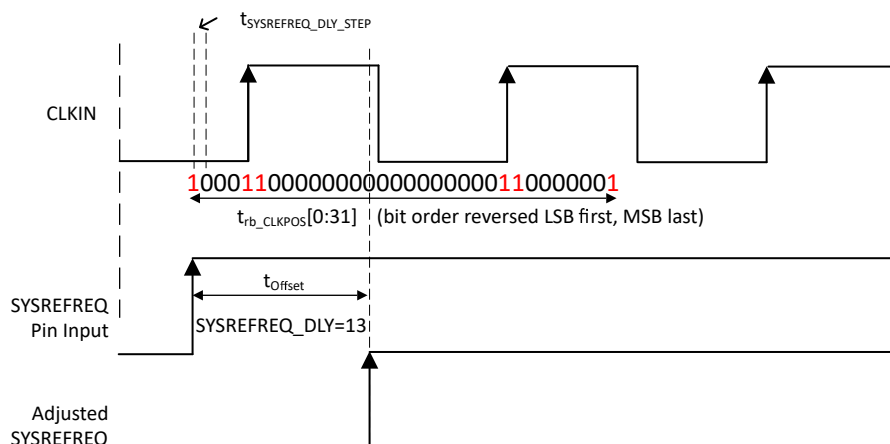 tSYSREFREQ_DLY_STEP
CLKIN
10001100000000000000000110000001
trb_CLKPOS[0:31] (bit order reversed LSB first, MSB last)
tOffset
SYSREFREQ
Pin Input
SYSREFREQ_DLY=13
Adjusted
SYSREFREQ